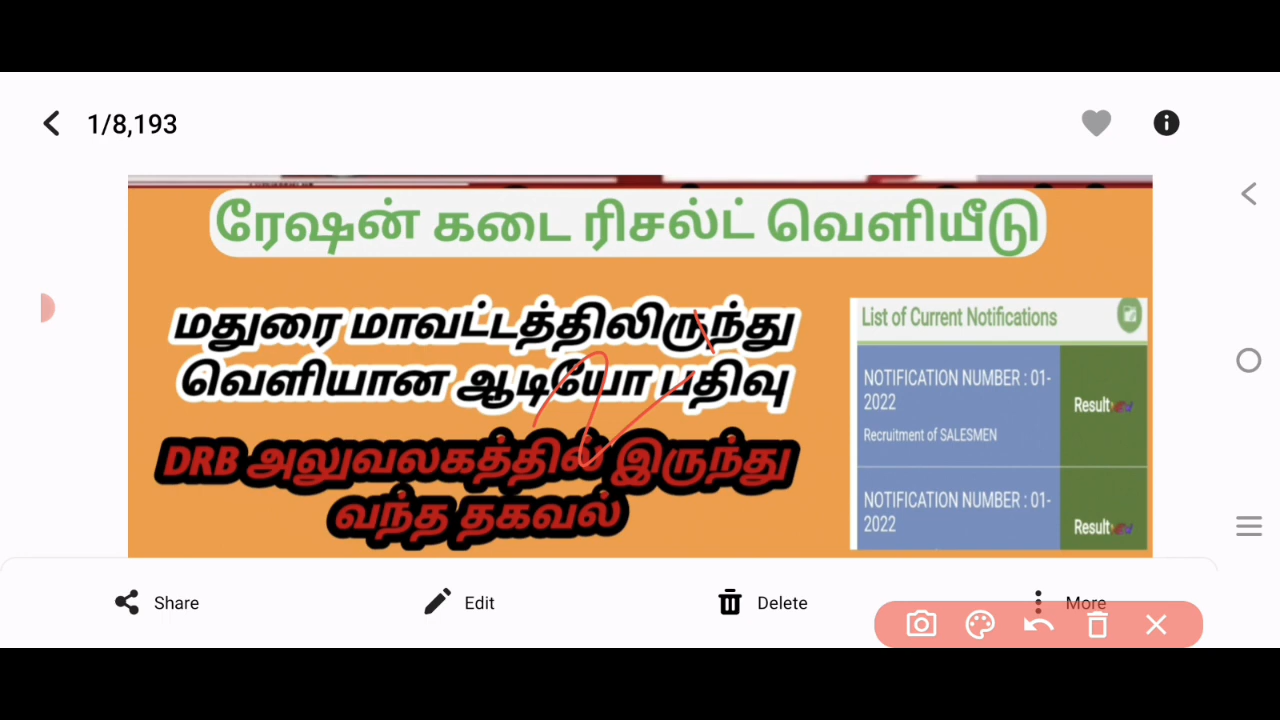 1/8,193
ரேஷன் கடை ரிசல்ட் வெளியீடு
மதுரை மாவட்டத்திலிருந்து
வெளியான ஆடியோ பதிவு
DRB அலுவலகத்தில் இருந்து
வந்த தகவல்
List of Current Notifications
NOTIFICATION NUMBER : 01-
2022
Result
Recruitment of SALESMEN
NOTIFICATION NUMBER : 01-
2022
Result
Share
Edit
Delete
More